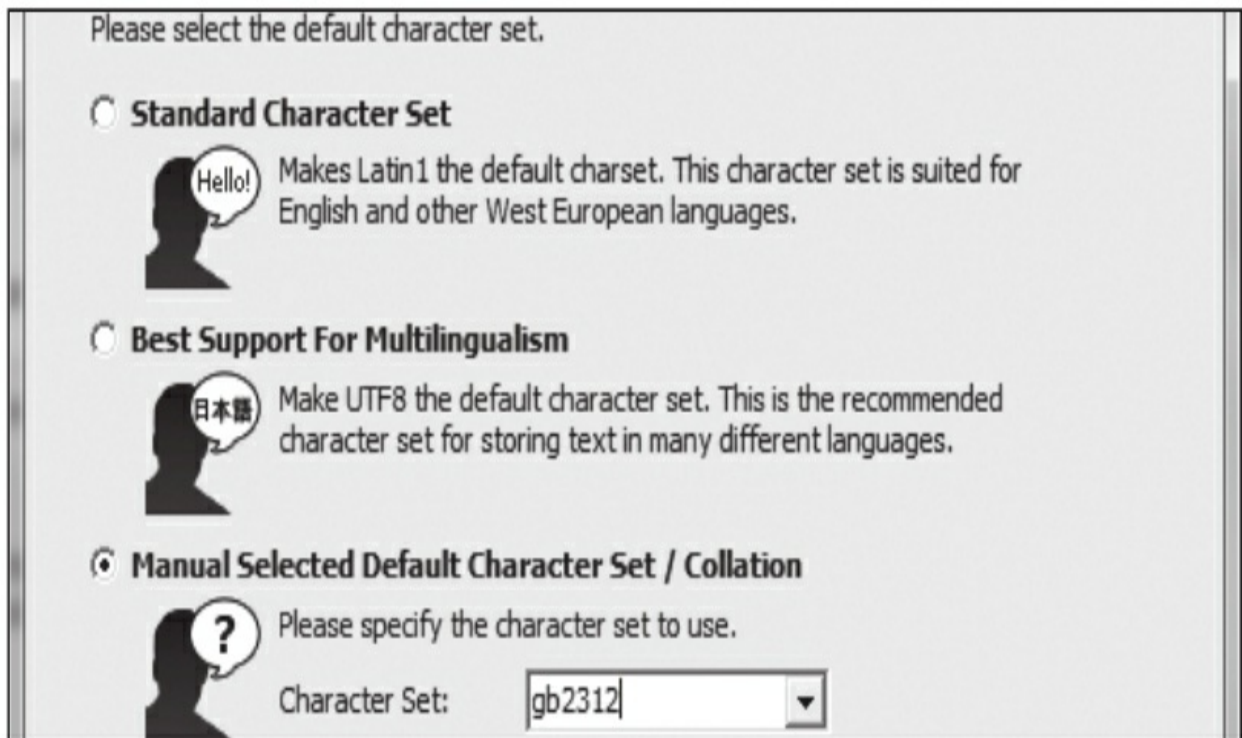 Please select the default character set.
Standard Character Set
Hello!
Makes Latin1 the default charset. This character set is suited for
English and other West European languages.
Best Support For Multilingualism
日本語
Make UTF8 the default character set. This is the recommended
character set for storing text in many different languages.
Manual Selected Default Character Set / Collation
?
Please specify the character set to use.
Character Set: gb2312